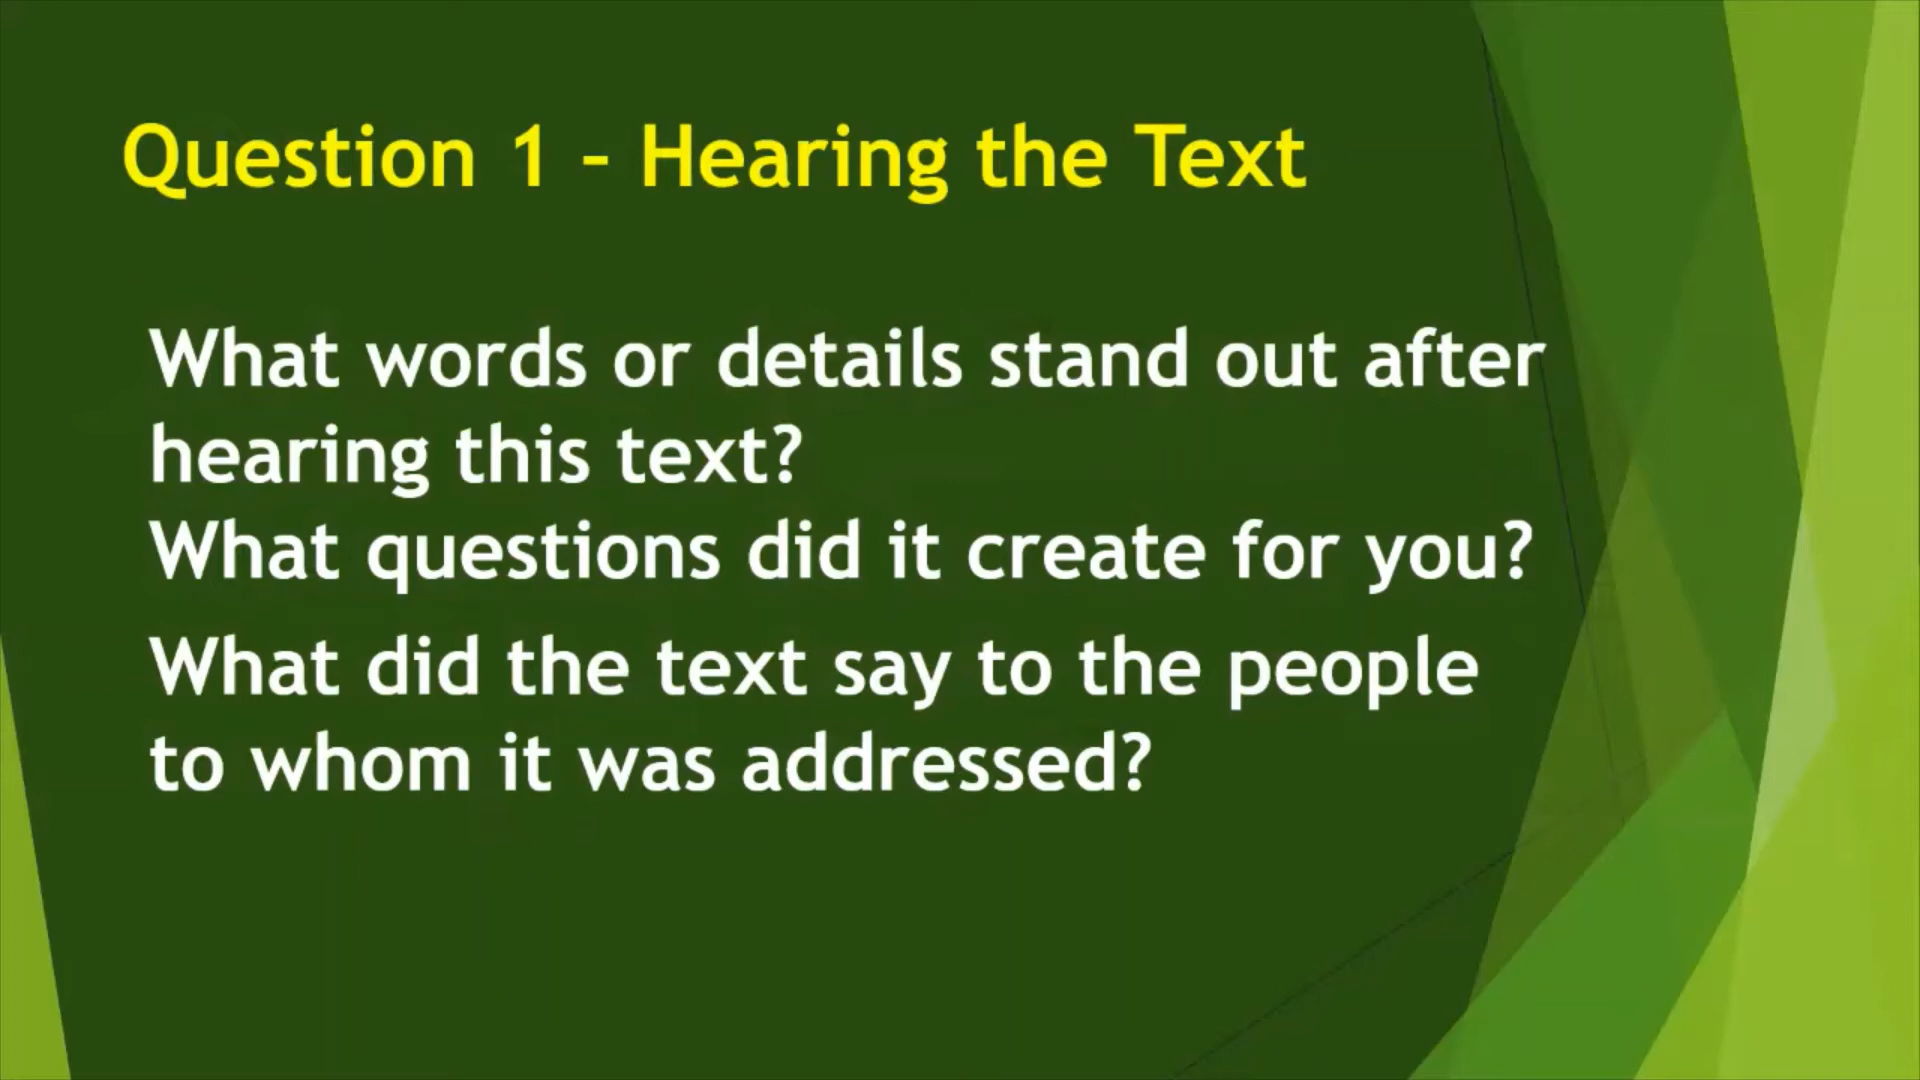 Question 1 – Hearing the Text
What words or details stand out after
hearing this text?
What questions did it create for you?
What did the text say to the people
to whom it was addressed?